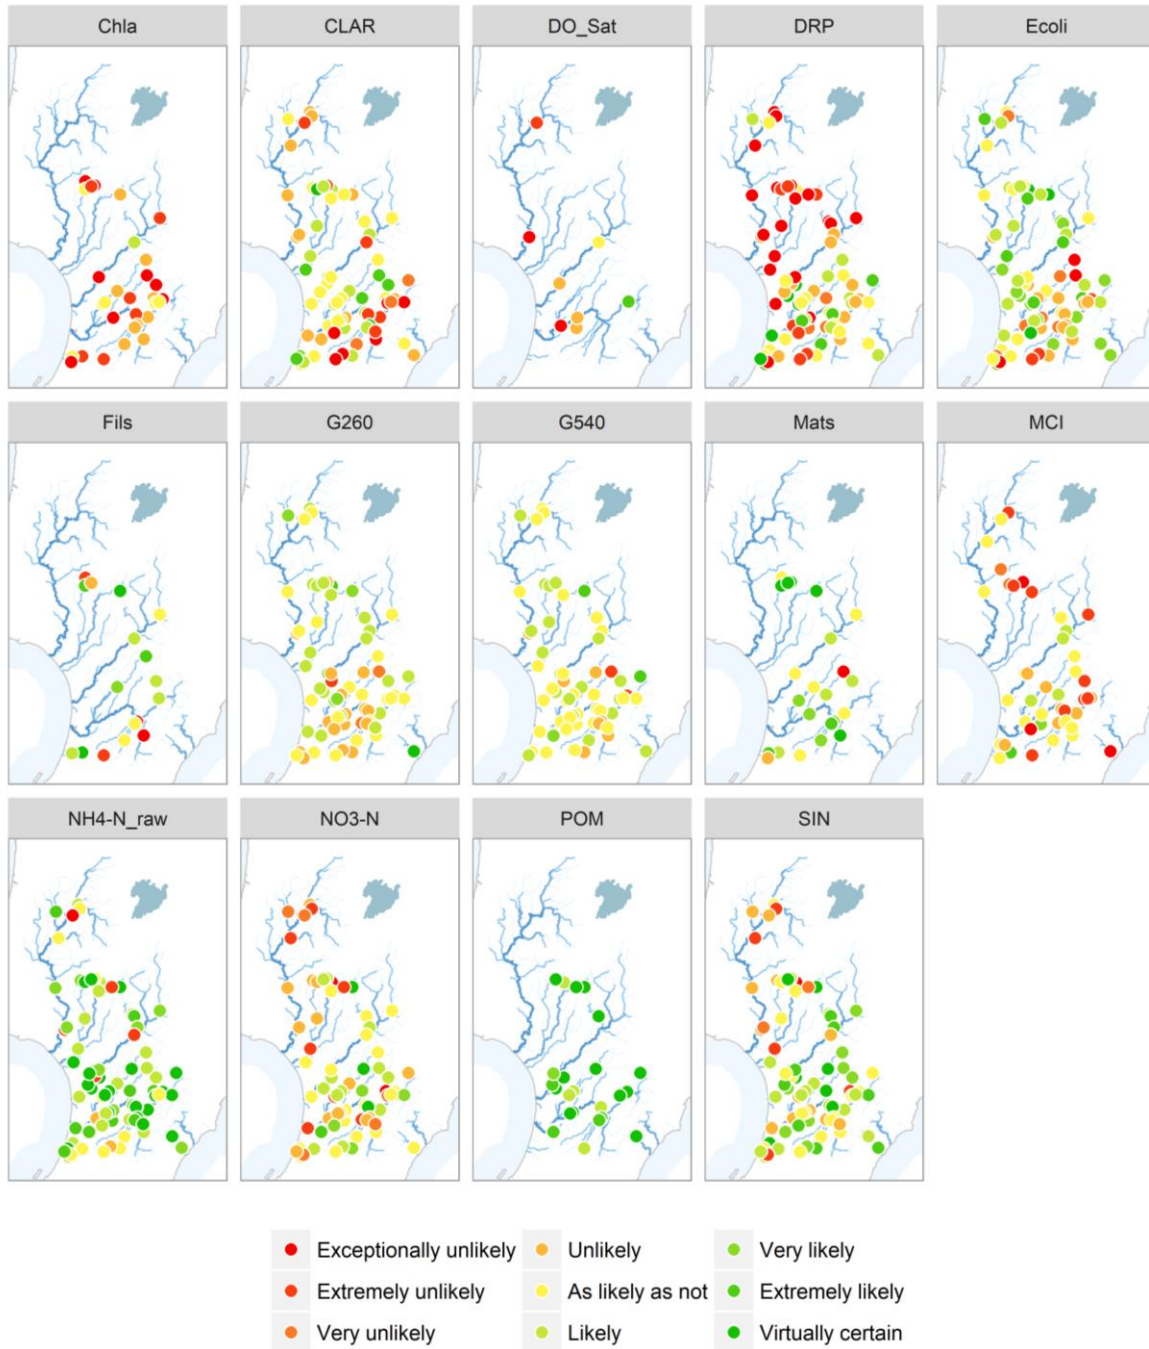 Chla CLAR DO_Sat DRP Ecoli
Fils G260 G540 Mats MCI
NH4-N_raw NO3-N POM SIN
Exceptionally unlikely Unlikely Very likely
Extremely unlikely As likely as not Extremely likely
Very unlikely Likely Virtually certain